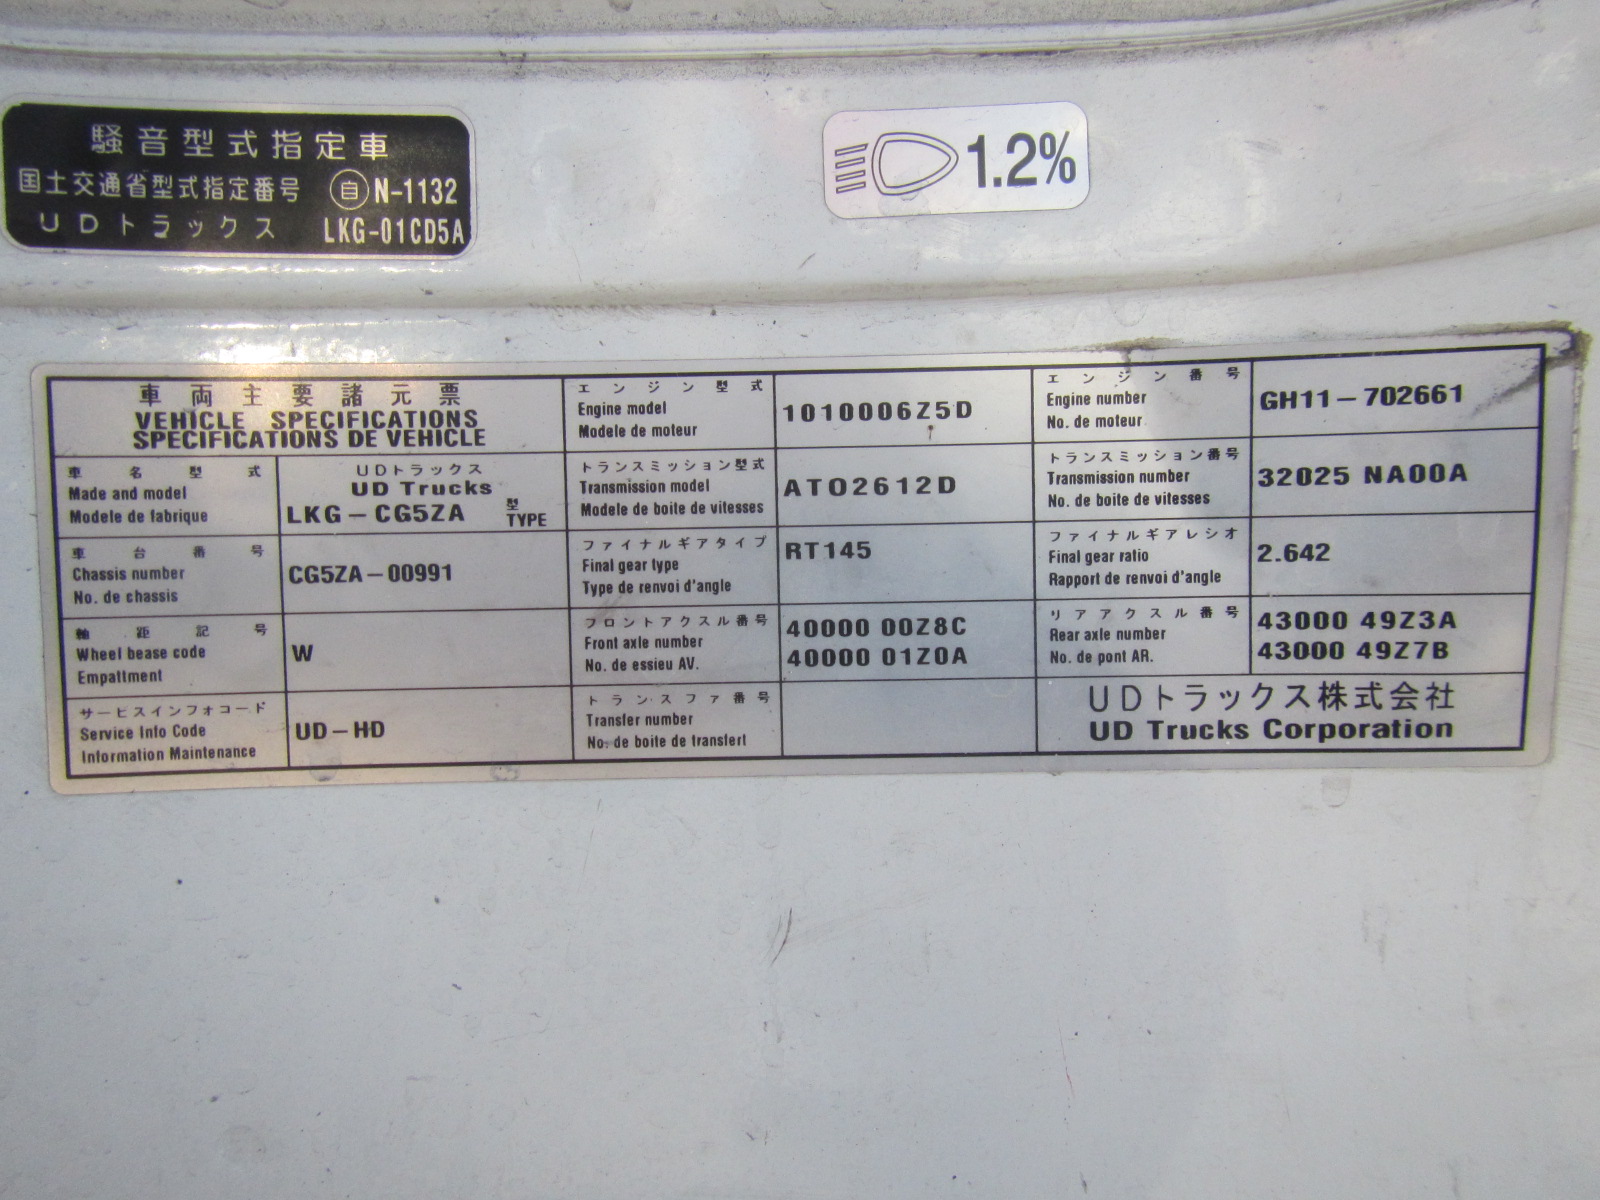 騒音型式指定車
国土交通省型式指定番号 自 N-1132
UDトラックス LKG-01CD5A
1.2%
車両主要諸元票
VEHICLE SPECIFICATIONS
SPECIFICATIONS DE VEHICLE
車名型式
Made and model
Modele de fabrique
UDトラックス
UD Trucks
LKG-CG5ZA 型 TYPE
車台番号
Chassis number
No. de chassis
CG5ZA-00991
軸距記号
Wheel bease code
Empattment
W
サービスインフォコード
Service Info Code
Information Maintenance
UD-HD
エンジン型式
Engine model
Modele de moteur
1010006Z5D
トランスミッション型式
Transmission model
Modele de boite de vitesses
ATO2612D
ファイナルギアタイプ
Final gear type
Type de renvoi d'angle
RT145
フロントアクスル番号
Front axle number
No. de essieu AV.
40000 00Z8C
40000 01Z0A
トランスファ番号
Transfer number
No. de boite de transfert
エンジン番号
Engine number
No. de moteur
GH11-702661
トランスミッション番号
Transmission number
No. de boite de vitesses
32025 NA00A
ファイナルギアレシオ
Final gear ratio
Rapport de renvoi d'angle
2.642
リアアクスル番号
Rear axle number
No. de pont AR.
43000 49Z3A
43000 49Z7B
UDトラックス株式会社
UD Trucks Corporation